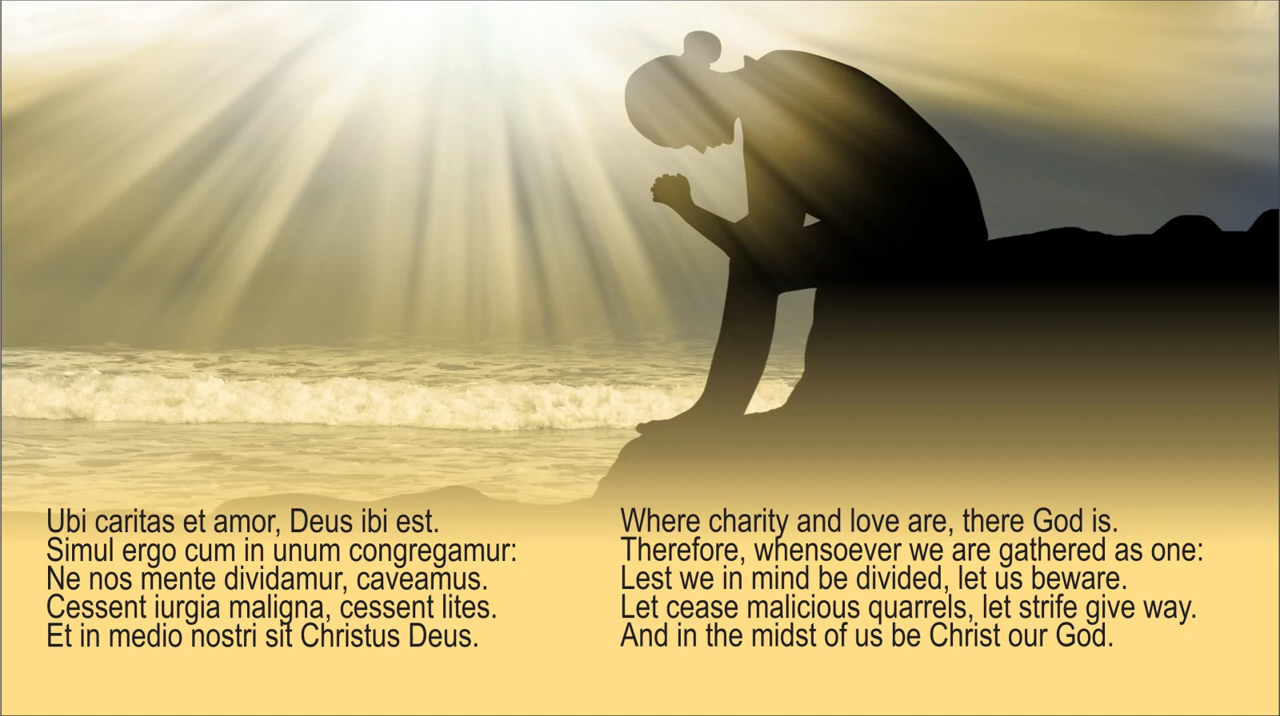 Ubi caritas et amor, Deus ibi est.
Simul ergo cum in unum congregamur:
Ne nos mente dividamur, caveamus.
Cessent iurgia maligna, cessent lites.
Et in medio nostri sit Christus Deus.
Where charity and love are, there God is.
Therefore, whensoever we are gathered as one:
Lest we in mind be divided, let us beware.
Let cease malicious quarrels, let strife give way.
And in the midst of us be Christ our God.